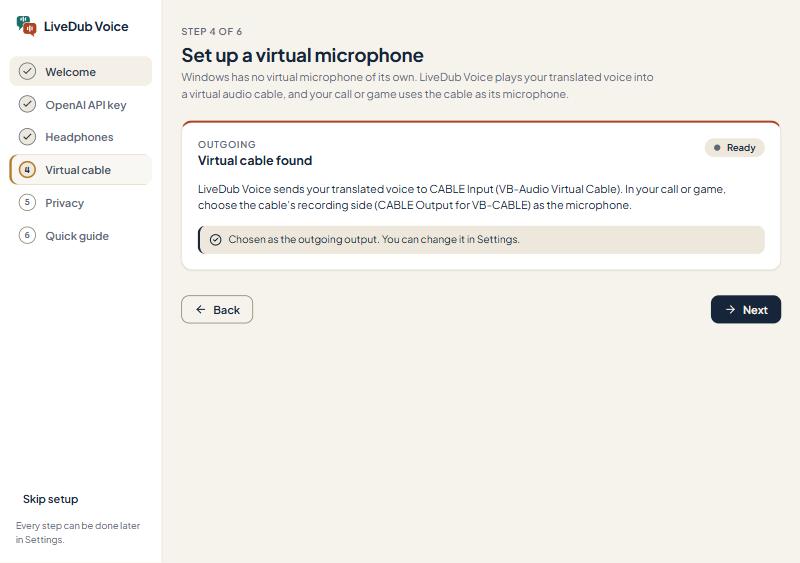 LiveDub Voice
Welcome
OpenAI API key
Headphones
4 Virtual cable
5 Privacy
6 Quick guide
Skip setup
Every step can be done later
in Settings.
STEP 4 OF 6
Set up a virtual microphone
Windows has no virtual microphone of its own. LiveDub Voice plays your translated voice into
a virtual audio cable, and your call or game uses the cable as its microphone.
OUTGOING
Virtual cable found
Ready
LiveDub Voice sends your translated voice to CABLE Input (VB-Audio Virtual Cable). In your call or game,
choose the cable's recording side (CABLE Output for VB-CABLE) as the microphone.
Chosen as the outgoing output. You can change it in Settings.
Back
Next